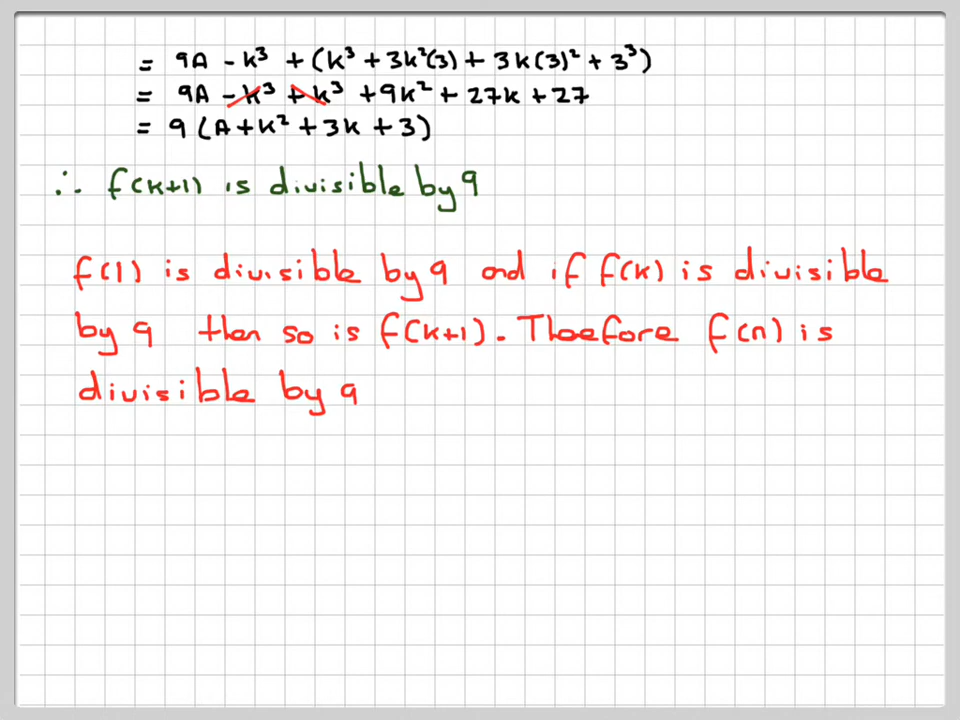 = 9A - k³ + (k³ + 3k²(3) + 3k(3)² + 3³)
= 9A - k³ + k³ + 9k² + 27k + 27
= 9(A + k² + 3k + 3)
∴ f(k+1) is divisible by 9
f(1) is divisible by 9 and if f(k) is divisible
by 9 then so is f(k+1). Therefore f(n) is
divisible by 9